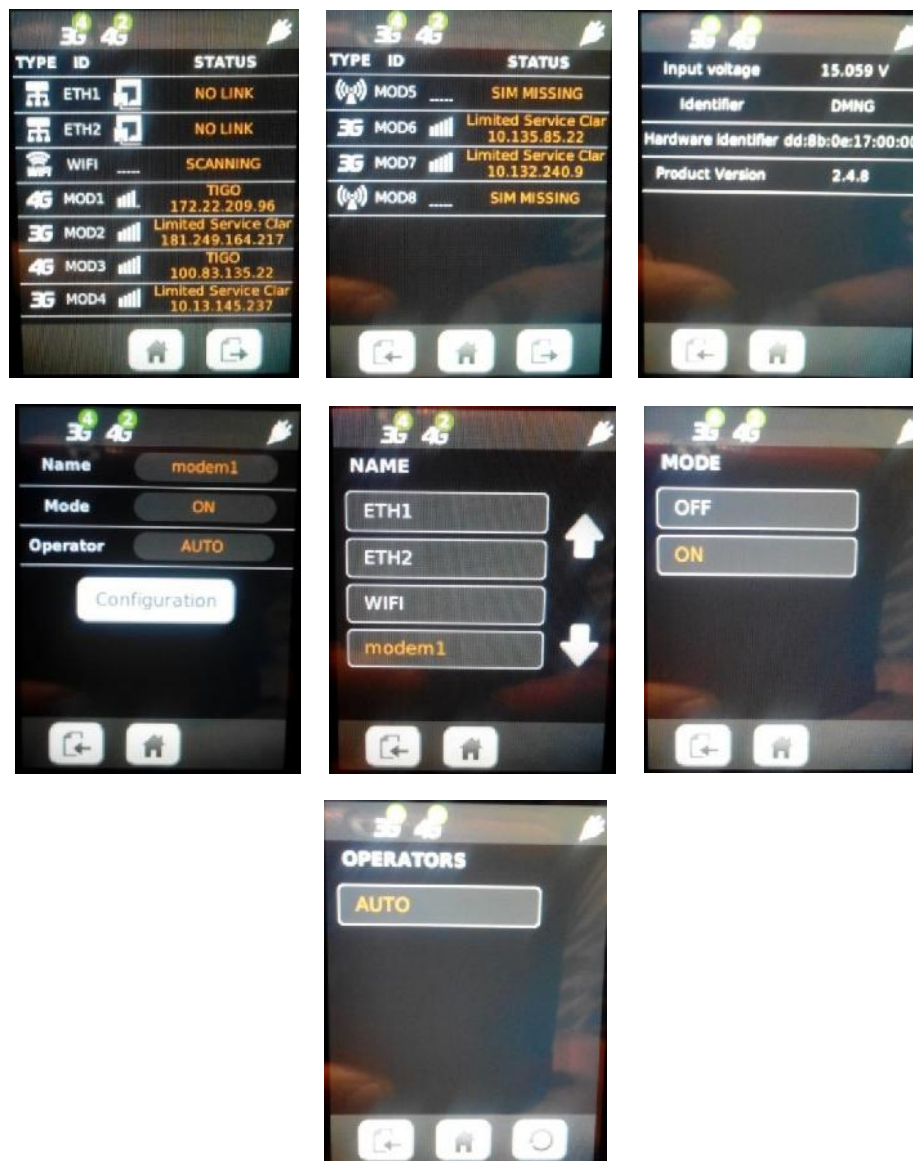 3G 4 4G 2
TYPE ID STATUS
ETH1 NO LINK
ETH2 NO LINK
WiFi WIFI SCANNING
4G MOD1 TIGO
172.22.209.96
3G MOD2 Limited Service Clar
181.249.164.217
4G MOD3 TIGO
100.83.135.22
3G MOD4 Limited Service Clar
10.13.145.237
3G 4 4G 2
TYPE ID STATUS
MOD5 SIM MISSING
3G MOD6 Limited Service Clar
10.135.85.22
3G MOD7 Limited Service Clar
10.132.240.9
MOD8 SIM MISSING
3G 4G
Input voltage 15.059 V
Identifier DMNG
Hardware identifier dd:8b:0e:17:00:00
Product Version 2.4.8
3G 4 4G 2
Name modem1
Mode ON
Operator AUTO
Configuration
3G 4 4G 2
NAME
ETH1
ETH2
WIFI
modem1
3G 4G
MODE
OFF
ON
3G 4G
OPERATORS
AUTO